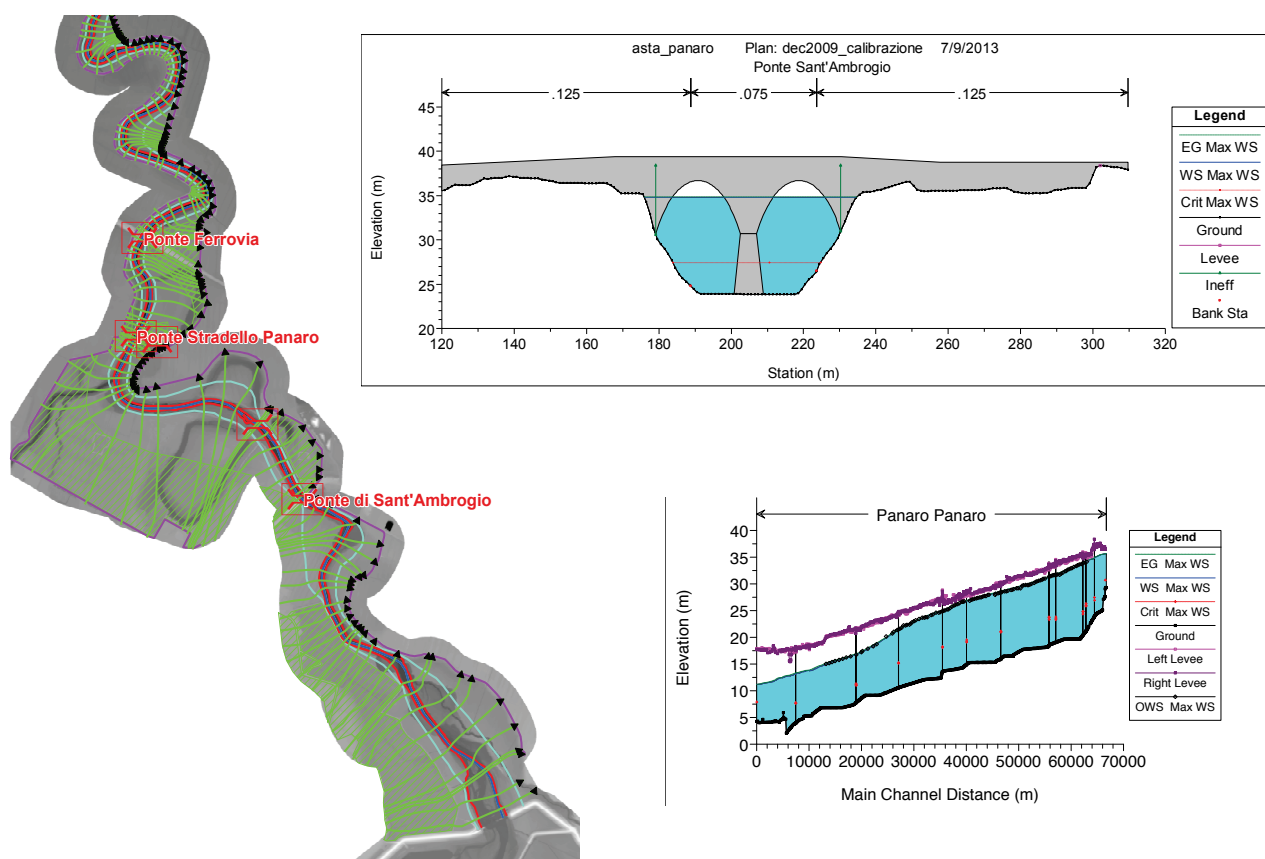 Ponte Ferrovia
Ponte Stradello Panaro
Ponte di Sant'Ambrogio
asta_panaro Plan: dec2009_calibrazione 7/9/2013
Ponte Sant'Ambrogio
.125 .075 .125
45
40
35
30
25
20
Elevation (m)
120 140 160 180 200 220 240 260 280 300 320
Station (m)
Legend
EG Max WS
WS Max WS
Crit Max WS
Ground
Levee
Ineff
Bank Sta
Panaro Panaro
40
35
30
25
20
15
10
5
0
Elevation (m)
0 10000 20000 30000 40000 50000 60000 70000
Main Channel Distance (m)
Legend
EG Max WS
WS Max WS
Crit Max WS
Ground
Left Levee
Right Levee
OWS Max WS